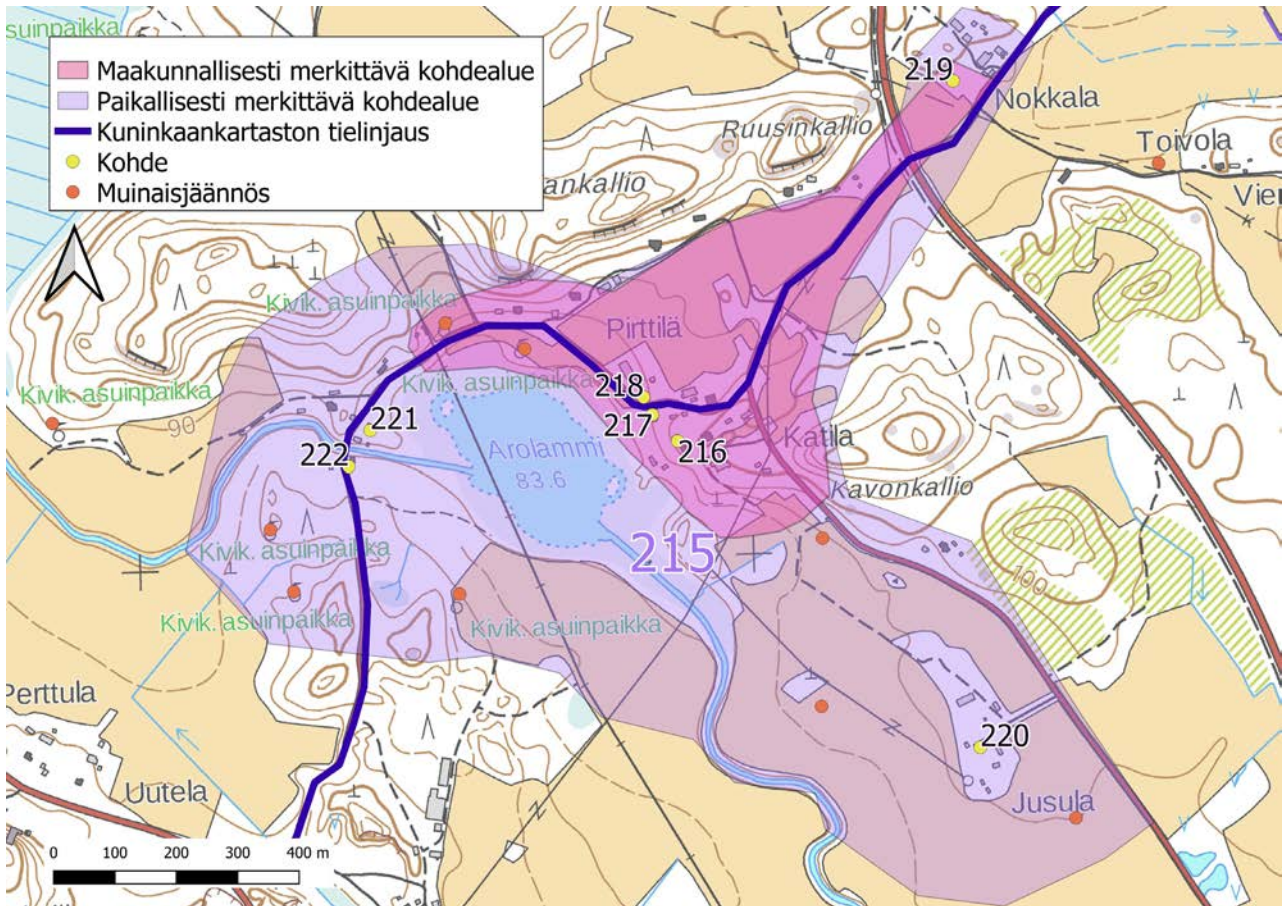 suinpaikka
Maakunnallisesti merkittävä kohdealue
Paikallisesti merkittävä kohdealue
Kuninkaankartaston tielinjaus
Kohde
Muinaisjäännös
219
Nokkala
Ruusinkallio
Toivola
Vier
ankallio
Kivik. asuinpaikka
Pirttilä
Kivik. asuinpaikka
218
Kivik. asuinpaikka
90
221
217
216
Katila
222
Arolammi
83.6
Kavonkallio
215
Kivik. asuinpaikka
100
Kivik. asuinpaikka
Kivik. asuinpaikka
Perttula
220
Uutela
Jusula
0 100 200 300 400 m